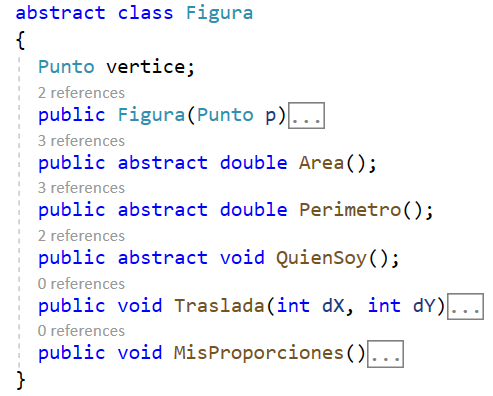 abstract class Figura
{
Punto vertice;
2 references
public Figura(Punto p)...
3 references
public abstract double Area();
3 references
public abstract double Perimetro();
2 references
public abstract void QuienSoy();
0 references
public void Traslada(int dX, int dY)...
0 references
public void MisProporciones()...
}